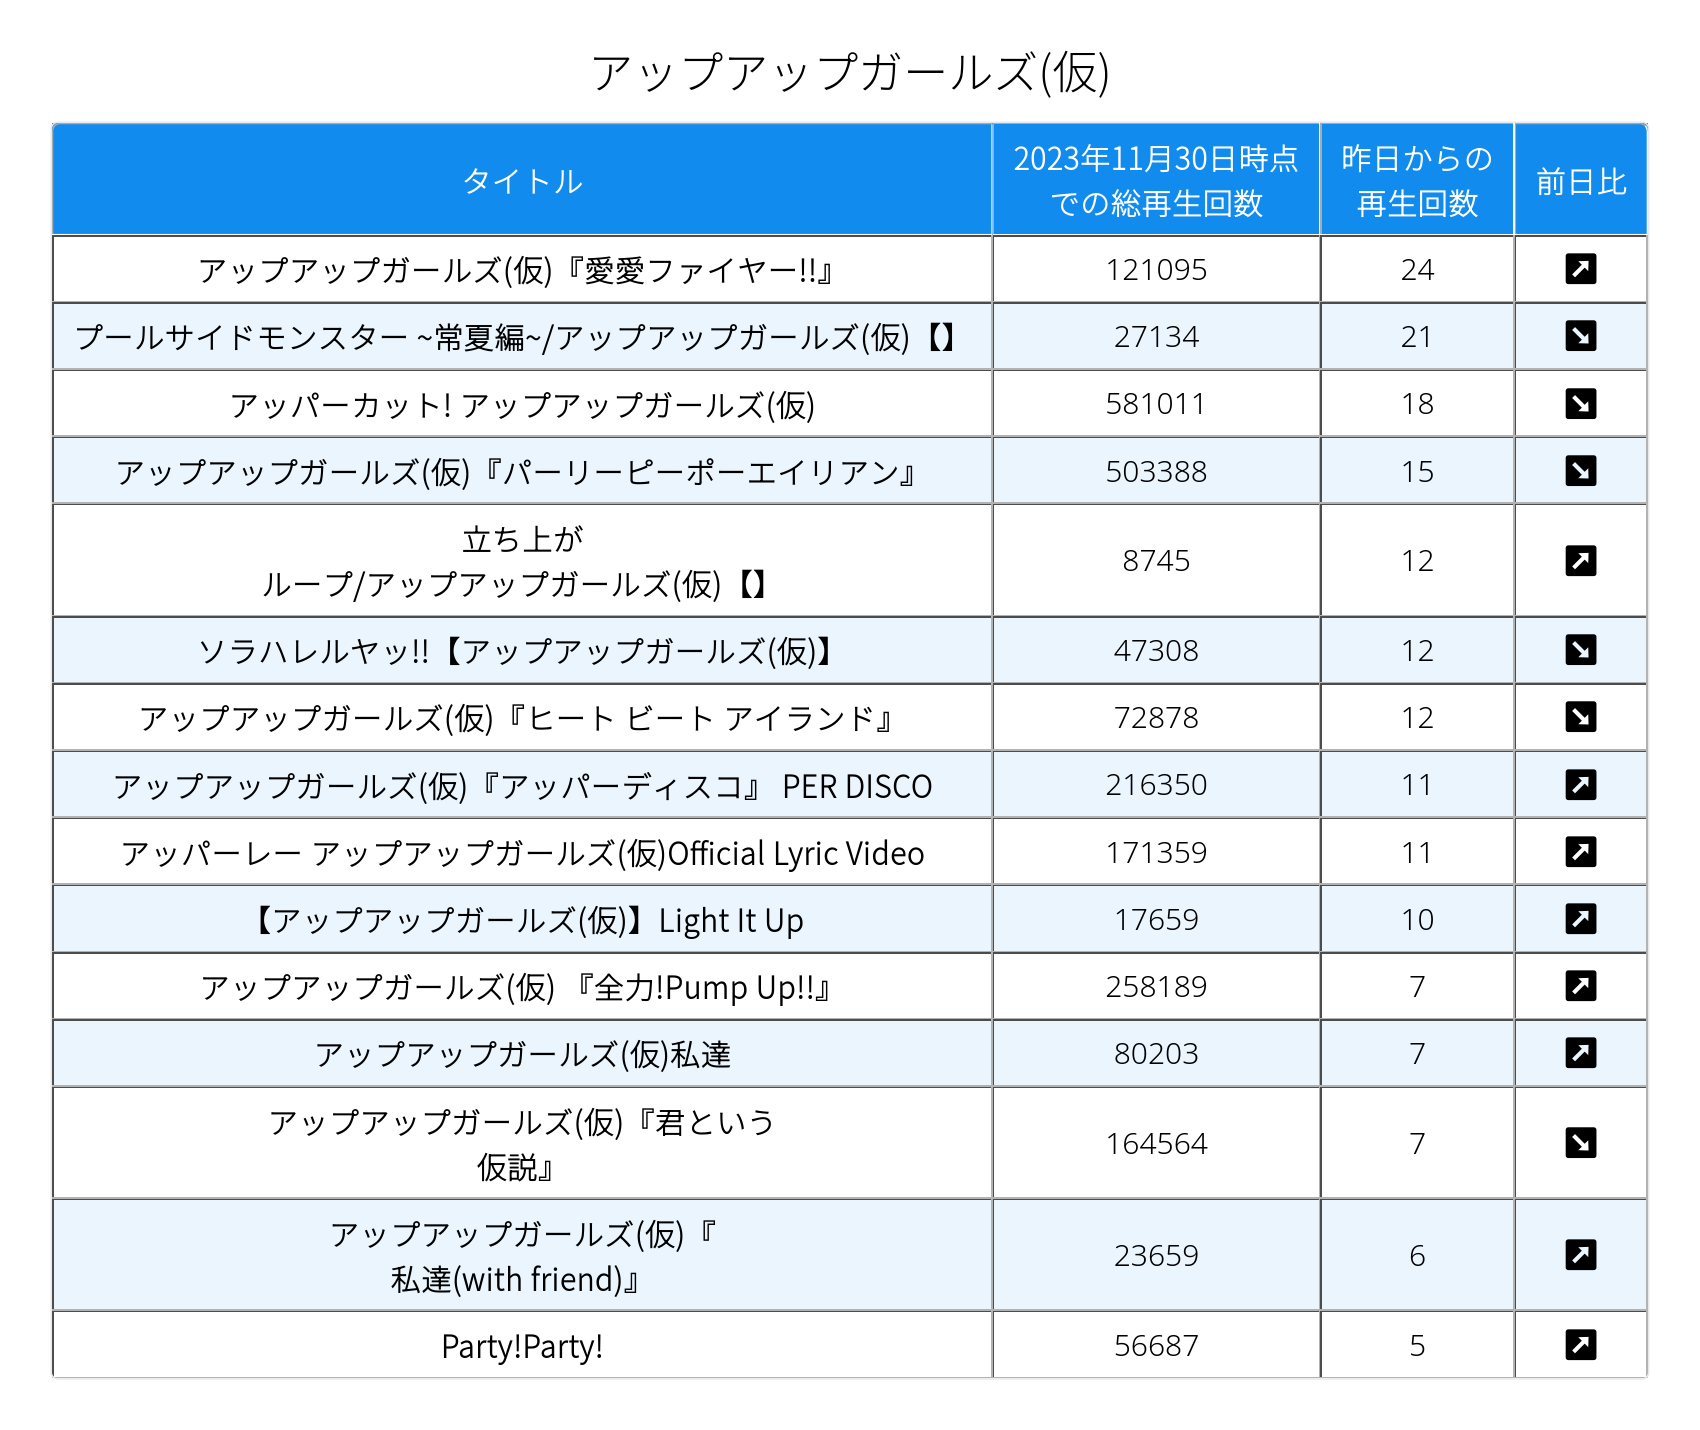 アップアップガールズ(仮)
タイトル 2023年11月30日時点での総再生回数 昨日からの再生回数 前日比
アップアップガールズ(仮)『愛愛ファイヤー!!』 121095 24
プールサイドモンスター ~常夏編~/アップアップガールズ(仮)【】 27134 21
アッパーカット! アップアップガールズ(仮) 581011 18
アップアップガールズ(仮)『パーリーピーポーエイリアン』 503388 15
立ち上が
ループ/アップアップガールズ(仮)【】 8745 12
ソラハレルヤッ!!【アップアップガールズ(仮)】 47308 12
アップアップガールズ(仮)『ヒート ビート アイランド』 72878 12
アップアップガールズ(仮)『アッパーディスコ』 PER DISCO 216350 11
アッパーレー アップアップガールズ(仮)Official Lyric Video 171359 11
【アップアップガールズ(仮)】Light It Up 17659 10
アップアップガールズ(仮) 『全力!Pump Up!!』 258189 7
アップアップガールズ(仮)私達 80203 7
アップアップガールズ(仮)『君という
仮説』 164564 7
アップアップガールズ(仮)『
私達(with friend)』 23659 6
Party!Party! 56687 5